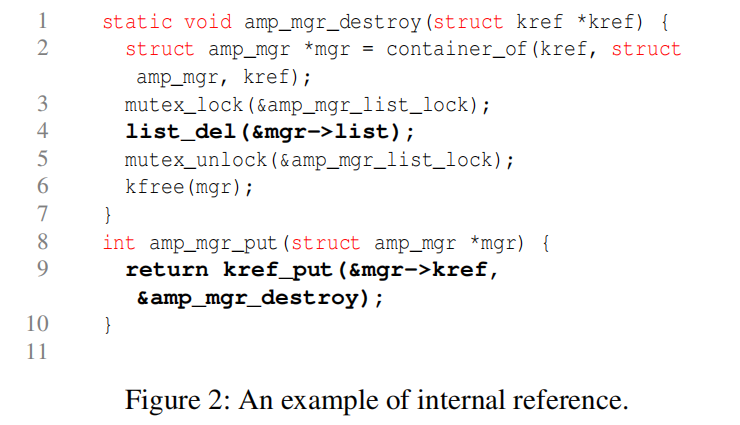 1 static void amp_mgr_destroy(struct kref *kref) {
2 struct amp_mgr *mgr = container_of(kref, struct
amp_mgr, kref);
3 mutex_lock(&amp_mgr_list_lock);
4 list_del(&mgr->list);
5 mutex_unlock(&amp_mgr_list_lock);
6 kfree(mgr);
7 }
8 int amp_mgr_put(struct amp_mgr *mgr) {
9 return kref_put(&mgr->kref,
&amp_mgr_destroy);
10 }
11
Figure 2: An example of internal reference.